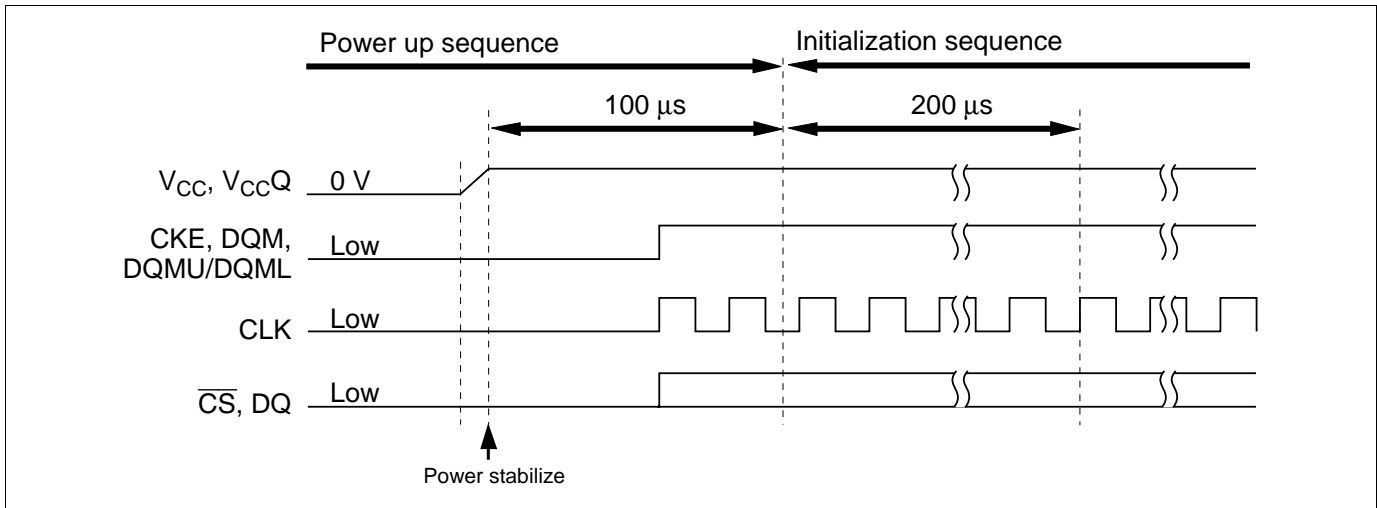 Power up sequence
Initialization sequence
100 μs
200 μs
VCC, VCCQ
0 V
CKE, DQM,
DQMU/DQML
Low
CLK
Low
CS, DQ
Low
Power stabilize